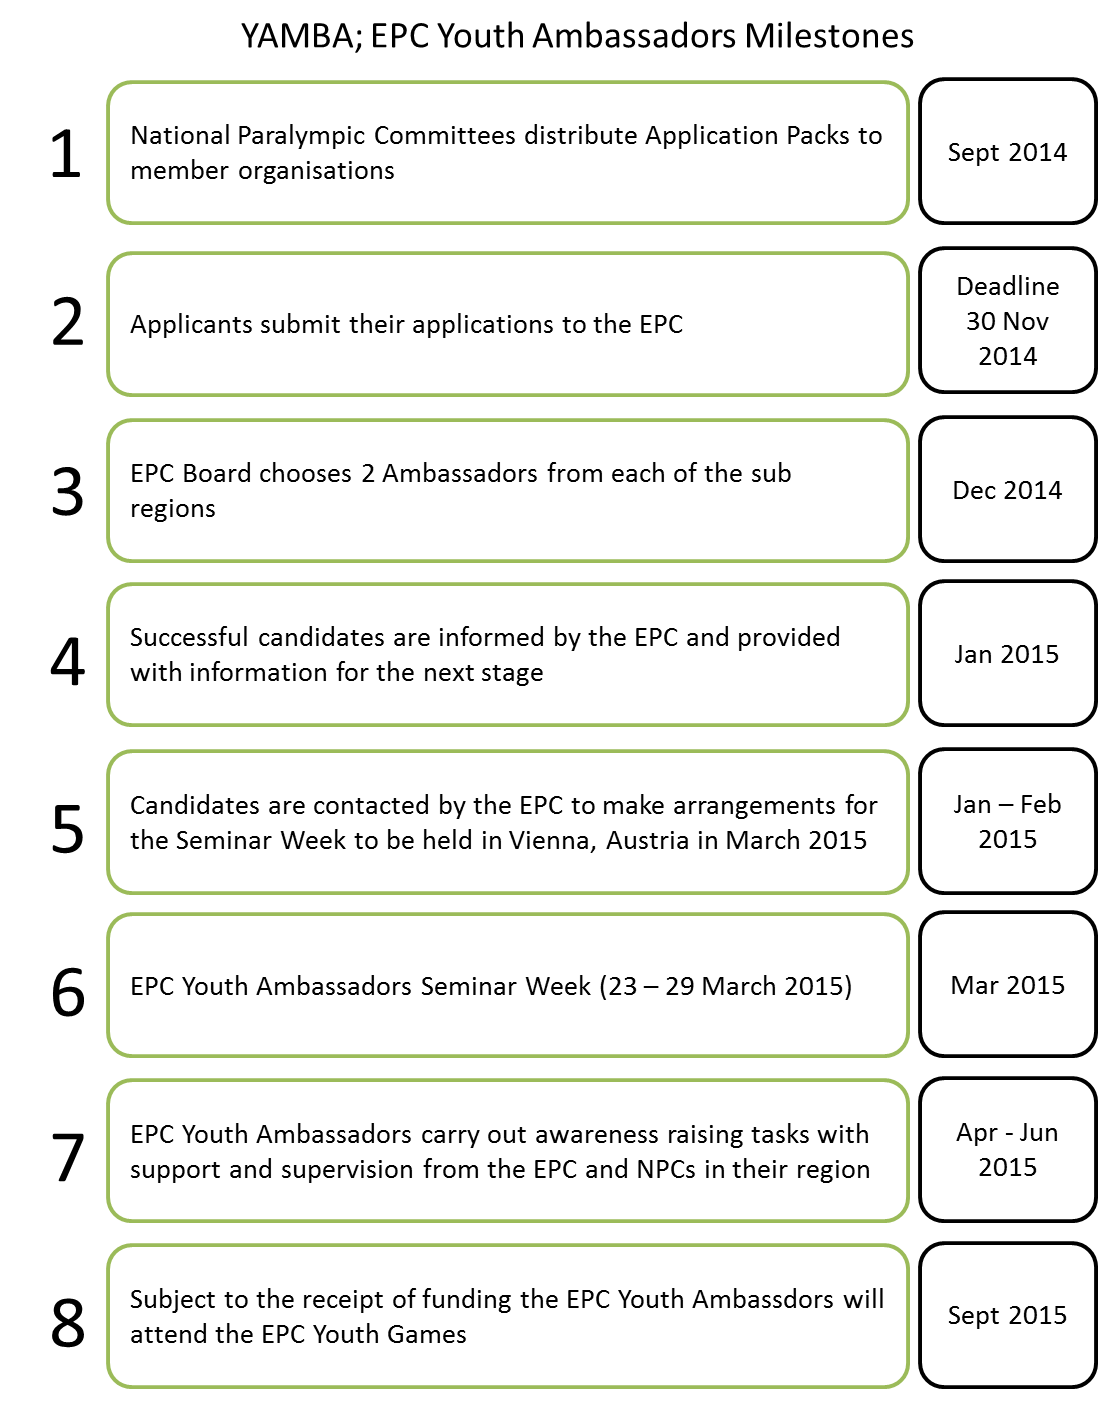 YAMBA; EPC Youth Ambassadors Milestones
1
National Paralympic Committees distribute Application Packs to
member organisations
Sept 2014
2
Applicants submit their applications to the EPC
Deadline
30 Nov
2014
3
EPC Board chooses 2 Ambassadors from each of the sub
regions
Dec 2014
4
Successful candidates are informed by the EPC and provided
with information for the next stage
Jan 2015
5
Candidates are contacted by the EPC to make arrangements for
the Seminar Week to be held in Vienna, Austria in March 2015
Jan – Feb
2015
6
EPC Youth Ambassadors Seminar Week (23 – 29 March 2015)
Mar 2015
7
EPC Youth Ambassadors carry out awareness raising tasks with
support and supervision from the EPC and NPCs in their region
Apr - Jun
2015
8
Subject to the receipt of funding the EPC Youth Ambassdors will
attend the EPC Youth Games
Sept 2015